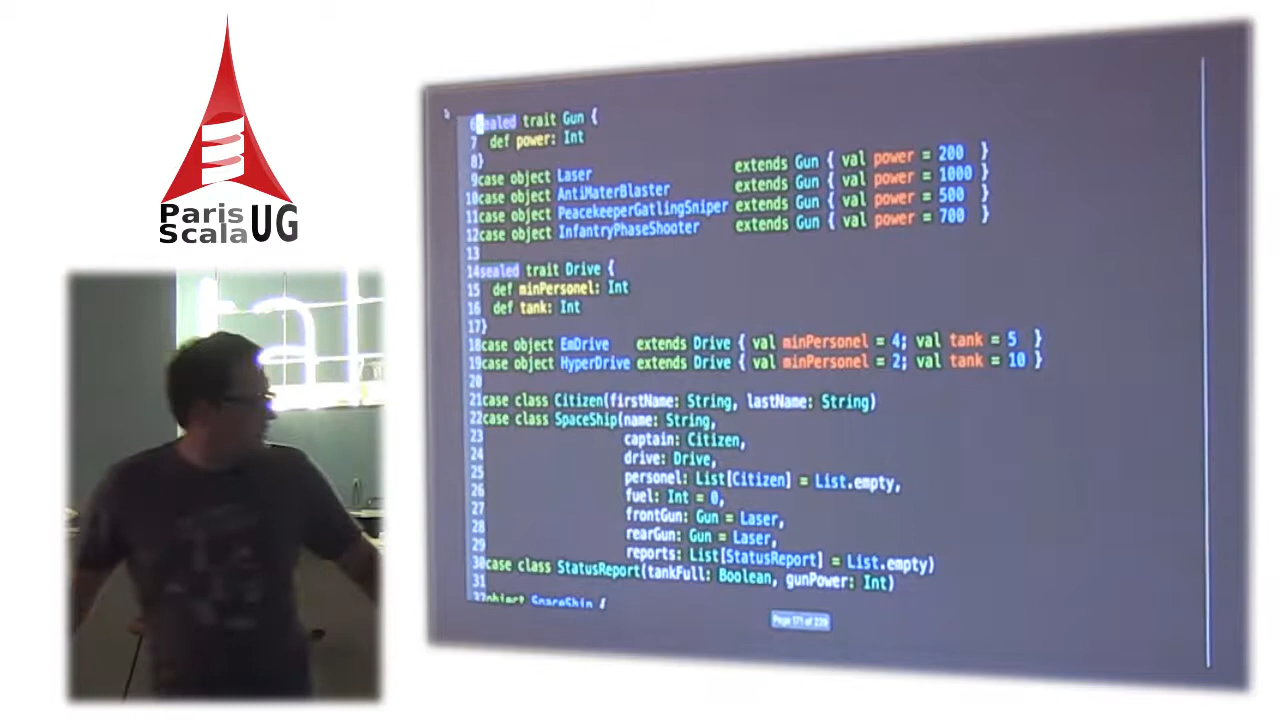 Paris
Scala UG
6sealed trait Gun {
7 def power: Int
8}
9case object Laser extends Gun { val power = 200 }
10case object AntiMaterBlaster extends Gun { val power = 1000 }
11case object PeacekeeperGatlingSniper extends Gun { val power = 500 }
12case object InfantryPhaseShooter extends Gun { val power = 700 }
13
14sealed trait Drive {
15 def minPersonel: Int
16 def tank: Int
17}
18case object EmDrive extends Drive { val minPersonel = 4; val tank = 5 }
19case object HyperDrive extends Drive { val minPersonel = 2; val tank = 10 }
20
21case class Citizen(firstName: String, lastName: String)
22case class SpaceShip(name: String,
23 captain: Citizen,
24 drive: Drive,
25 personel: List[Citizen] = List.empty,
26 fuel: Int = 0,
27 frontGun: Gun = Laser,
28 rearGun: Gun = Laser,
29 reports: List[StatusReport] = List.empty)
30case class StatusReport(tankFull: Boolean, gunPower: Int)
31
32object SpaceShip {
Page 171 of 229